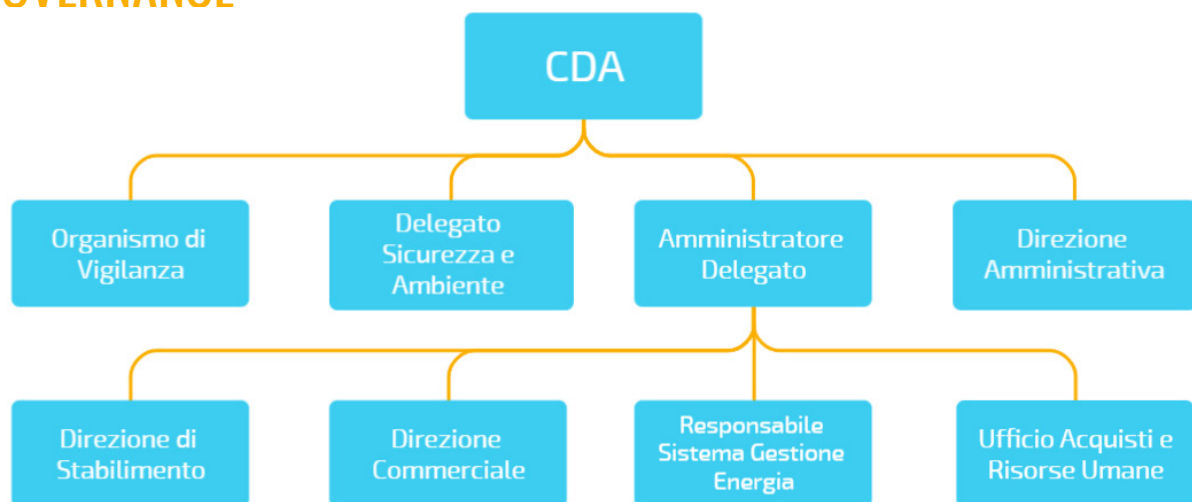 GOVERNANCE
CDA
Organismo di
Vigilanza
Delegato
Sicurezza e
Ambiente
Amministratore
Delegato
Direzione
Amministrativa
Direzione di
Stabilimento
Direzione
Commerciale
Responsabile
Sistema Gestione
Energia
Ufficio Acquisti e
Risorse Umane